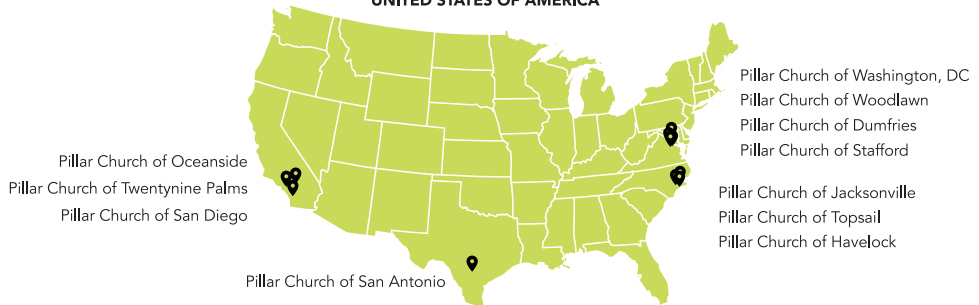 UNITED STATES OF AMERICA
Pillar Church of Washington, DC
Pillar Church of Woodlawn
Pillar Church of Dumfries
Pillar Church of Stafford
Pillar Church of Oceanside
Pillar Church of Twentynine Palms
Pillar Church of San Diego
Pillar Church of Jacksonville
Pillar Church of Topsail
Pillar Church of Havelock
Pillar Church of San Antonio